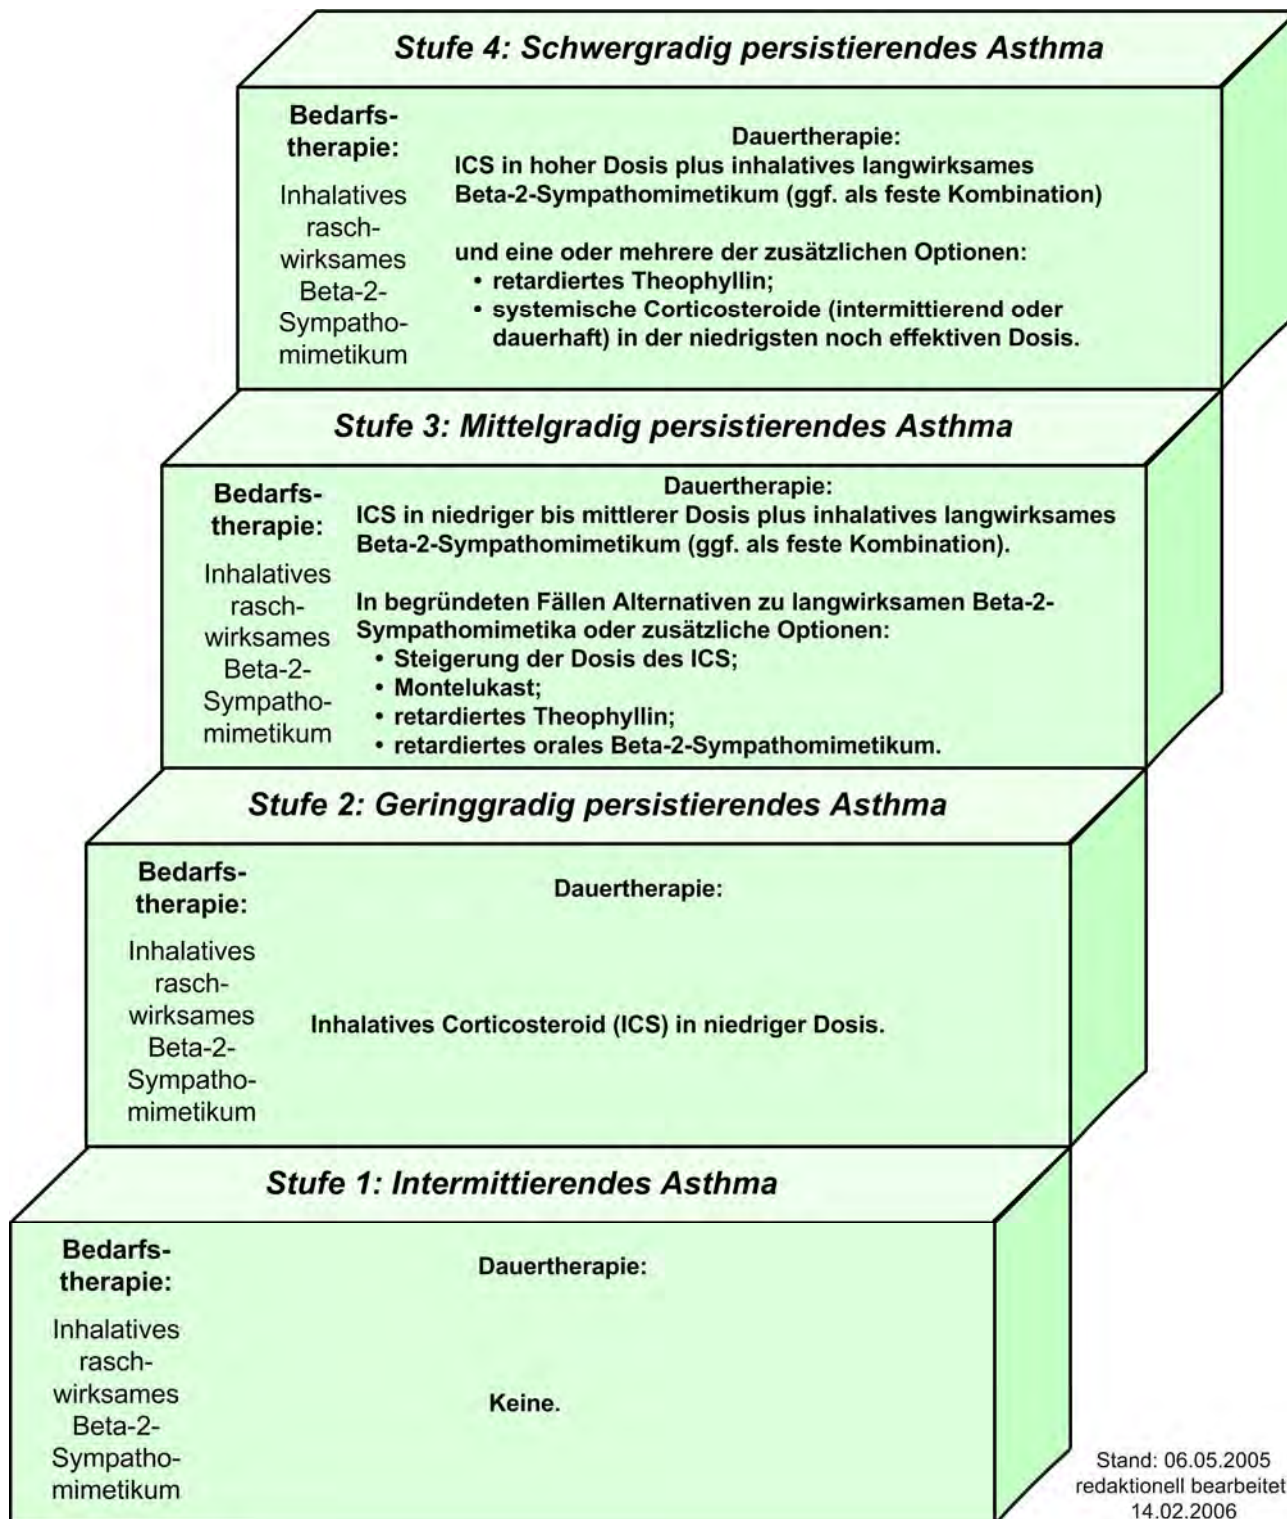 Stufe 4: Schwergradig persistierendes Asthma
Bedarfs-
therapie:
Inhalatives
rasch-
wirksames
Beta-2-
Sympatho-
mimetikum
Dauertherapie:
ICS in hoher Dosis plus inhalatives langwirksames
Beta-2-Sympathomimetikum (ggf. als feste Kombination)
und eine oder mehrere der zusätzlichen Optionen:
• retardiertes Theophyllin;
• systemische Corticosteroide (intermittierend oder
dauerhaft) in der niedrigsten noch effektiven Dosis.
Stufe 3: Mittelgradig persistierendes Asthma
Bedarfs-
therapie:
Inhalatives
rasch-
wirksames
Beta-2-
Sympatho-
mimetikum
Dauertherapie:
ICS in niedriger bis mittlerer Dosis plus inhalatives langwirksames
Beta-2-Sympathomimetikum (ggf. als feste Kombination).
In begründeten Fällen Alternativen zu langwirksamen Beta-2-
Sympathomimetika oder zusätzliche Optionen:
• Steigerung der Dosis des ICS;
• Montelukast;
• retardiertes Theophyllin;
• retardiertes orales Beta-2-Sympathomimetikum.
Stufe 2: Geringgradig persistierendes Asthma
Bedarfs-
therapie:
Inhalatives
rasch-
wirksames
Beta-2-
Sympatho-
mimetikum
Dauertherapie:
Inhalatives Corticosteroid (ICS) in niedriger Dosis.
Stufe 1: Intermittierendes Asthma
Bedarfs-
therapie:
Inhalatives
rasch-
wirksames
Beta-2-
Sympatho-
mimetikum
Dauertherapie:
Keine.
Stand: 06.05.2005
redaktionell bearbeitet
14.02.2006